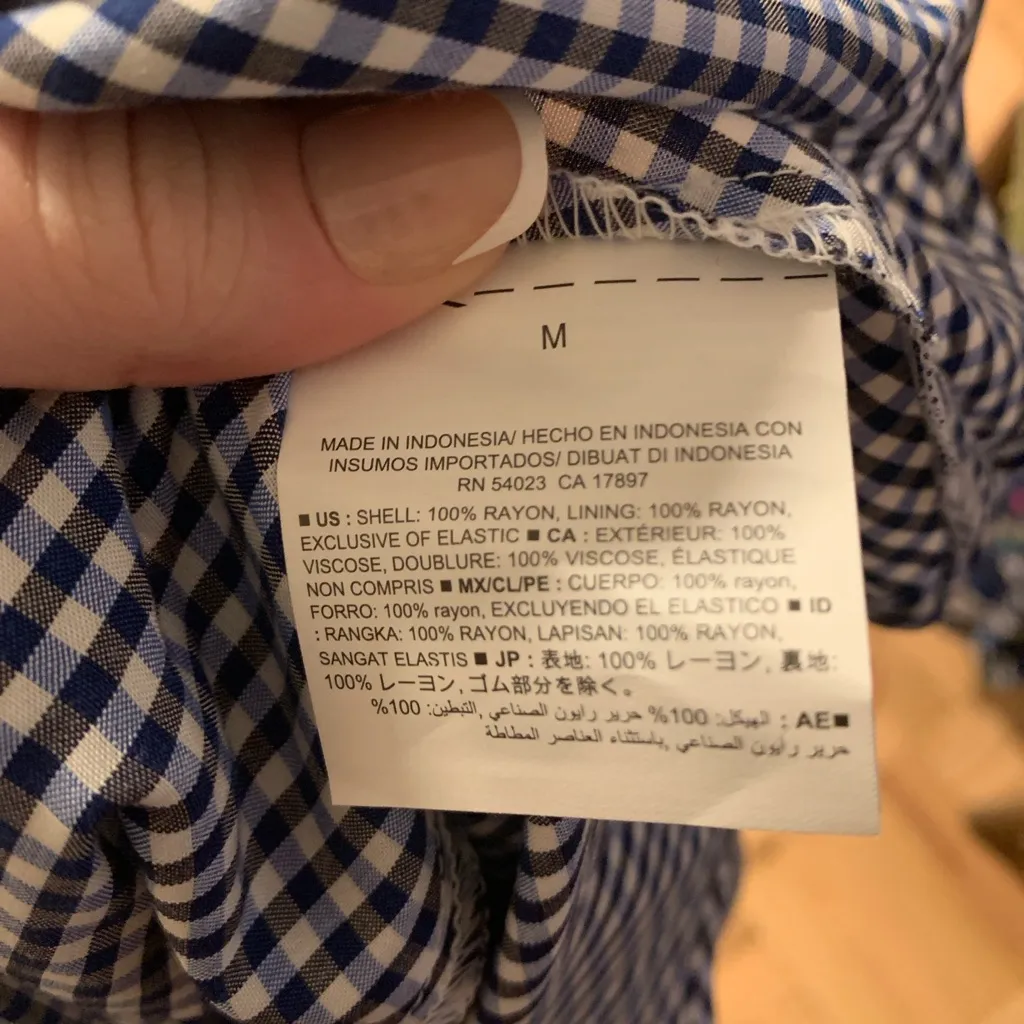 M
MADE IN INDONESIA/ HECHO EN INDONESIA CON
INSUMOS IMPORTADOS/ DIBUAT DI INDONESIA
RN 54023 CA 17897
■ US : SHELL: 100% RAYON, LINING: 100% RAYON,
EXCLUSIVE OF ELASTIC ■ CA : EXTÉRIEUR: 100%
VISCOSE, DOUBLURE: 100% VISCOSE, ÉLASTIQUE
NON COMPRIS ■ MX/CL/PE : CUERPO: 100% rayon,
FORRO: 100% rayon, EXCLUYENDO EL ELASTICO ■ ID
: RANGKA: 100% RAYON, LAPISAN: 100% RAYON,
SANGAT ELASTIS ■ JP : 表地: 100% レーヨン, 裏地:
100% レーヨン, ゴム部分を除く。
■AE : الهيكل: 100% حرير رايون الصناعي ,التبطين: 100%
حرير رايون الصناعي ,باستثناء العناصر المطاطة